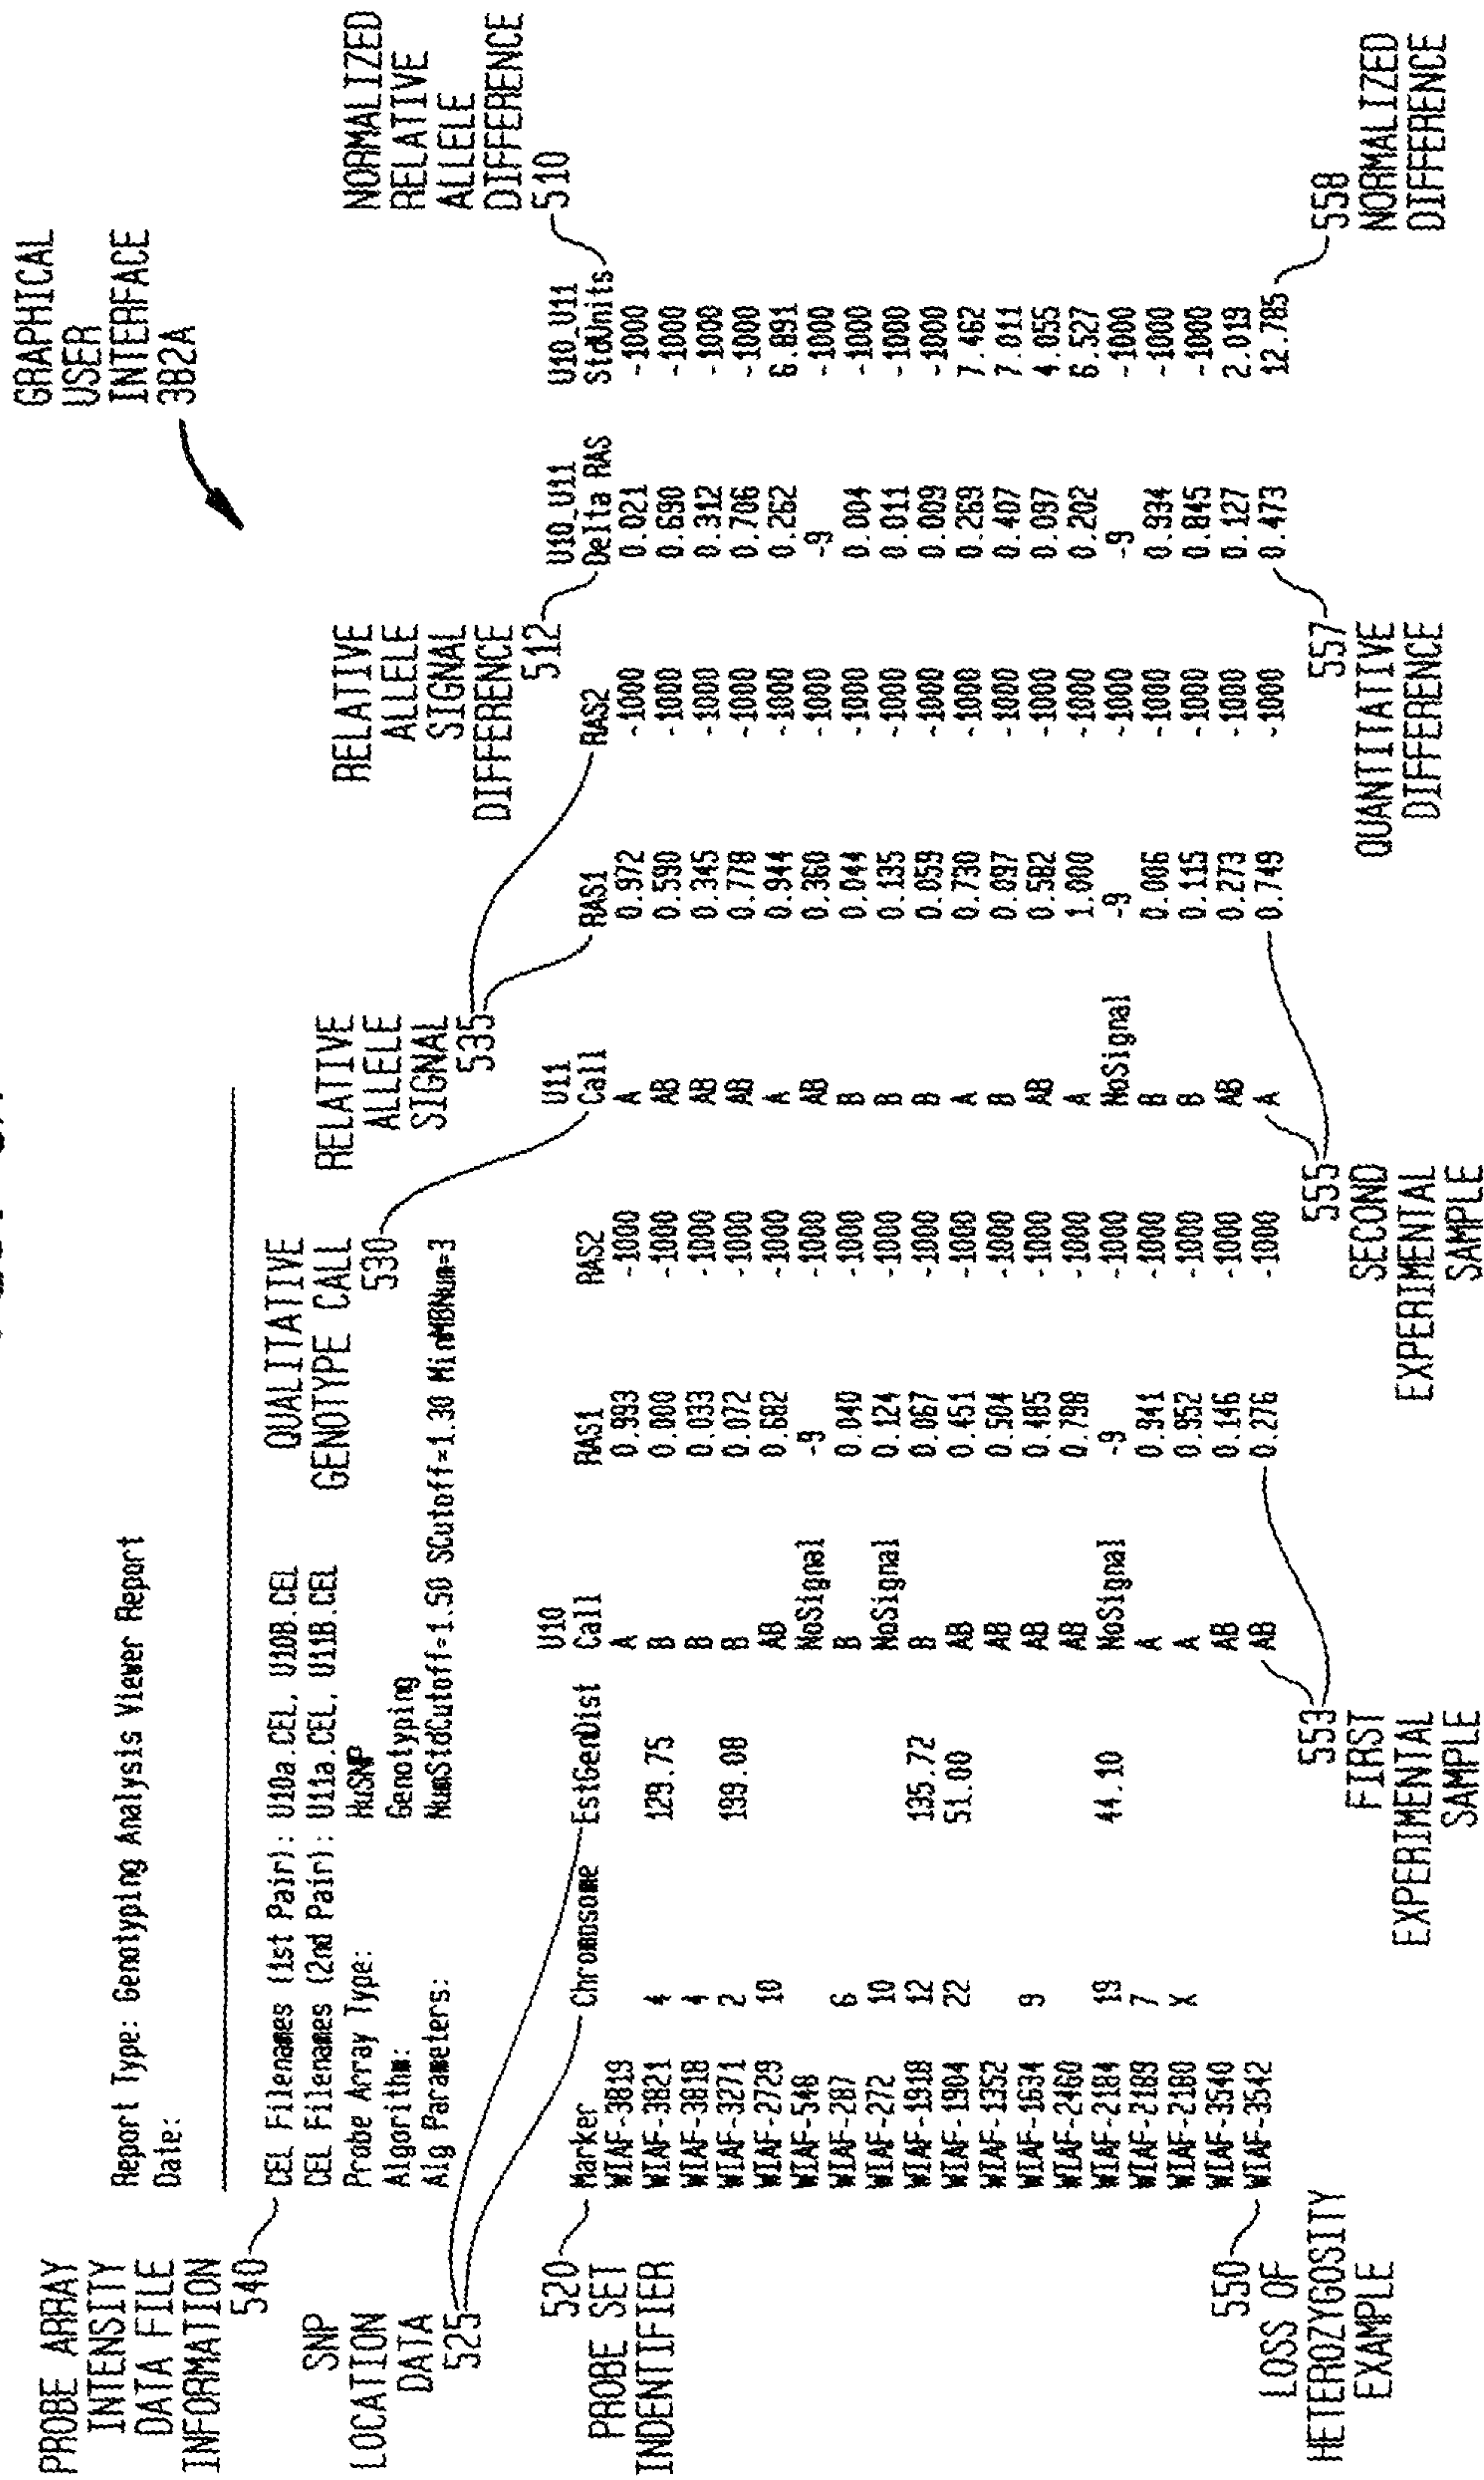 GRAPHICAL
USER
INTERFACE
382A
PROBE ARRAY
INTENSITY
DATA FILE
INFORMATION
540
Report Type: Genotyping Analysis Viewer Report
Date:
CEL Filenames (1st Pair): U10a.CEL, U10B.CEL
CEL Filenames (2nd Pair): U11a.CEL, U11B.CEL
Probe Array Type: HuSNP
Algorithm: Genotyping
Alg Parameters: NumStdCutoff=1.50 SCutoff=1.30 MinMBNum=3
SNP
LOCATION
DATA
525
QUALITATIVE
GENOTYPE CALL
530
RELATIVE
ALLELE
SIGNAL
535
RELATIVE
ALLELE
SIGNAL
DIFFERENCE
512
NORMALIZED
RELATIVE
ALLELE
DIFFERENCE
510
520
PROBE SET
INDENTIFIER
U10 U11 U10_U11 U10_U11
Marker Chromosome EstGenDist Call RAS1 RAS2 Call RAS1 RAS2 Delta RAS StdUnits
WIAF-3819 A 0.993 -1000 A 0.972 -1000 0.021 -1000
WIAF-3821 4 129.75 B 0.000 -1000 AB 0.590 -1000 0.690 -1000
WIAF-3818 4 B 0.033 -1000 AB 0.345 -1000 0.312 -1000
WIAF-3271 2 199.08 B 0.072 -1000 AB 0.778 -1000 0.706 -1000
WIAF-2729 10 AB 0.682 -1000 A 0.944 -1000 0.262 6.891
WIAF-548 NoSignal -9 -1000 AB 0.360 -1000 -9 -1000
WIAF-287 6 B 0.040 -1000 B 0.044 -1000 0.004 -1000
WIAF-272 10 NoSignal 0.124 -1000 B 0.135 -1000 0.011 -1000
WIAF-1918 12 135.72 B 0.067 -1000 B 0.059 -1000 0.009 -1000
WIAF-1904 22 51.00 AB 0.451 -1000 A 0.730 -1000 0.269 7.462
WIAF-1352 AB 0.504 -1000 B 0.097 -1000 0.407 7.011
WIAF-1634 9 AB 0.485 -1000 AB 0.582 -1000 0.097 4.055
WIAF-2460 AB 0.798 -1000 A 1.000 -1000 0.202 6.527
WIAF-2184 19 44.10 NoSignal -9 -1000 NoSignal -9 -1000 -9 -1000
WIAF-2189 7 A 0.941 -1000 B 0.006 -1000 0.934 -1000
WIAF-2180 X A 0.952 -1000 B 0.115 -1000 0.845 -1000
WIAF-3540 AB 0.146 -1000 AB 0.273 -1000 0.127 2.019
WIAF-3542 AB 0.276 -1000 A 0.749 -1000 0.473 12.785
550
LOSS OF
HETEROZYGOSITY
EXAMPLE
553
FIRST
EXPERIMENTAL
SAMPLE
555
SECOND
EXPERIMENTAL
SAMPLE
557
QUANTITATIVE
DIFFERENCE
558
NORMALIZED
DIFFERENCE